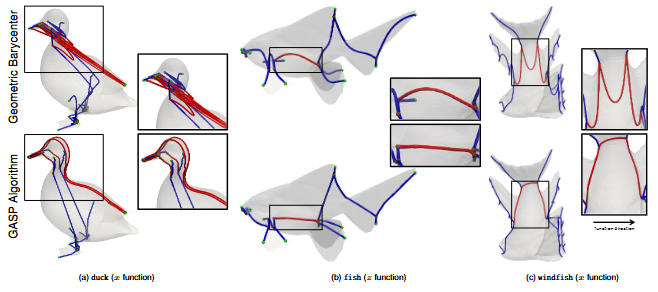 Geometric Barycenter
GASP Algorithm
Function Direction
(a) duck (x function)
(b) fish (z function)
(c) windfish (x function)